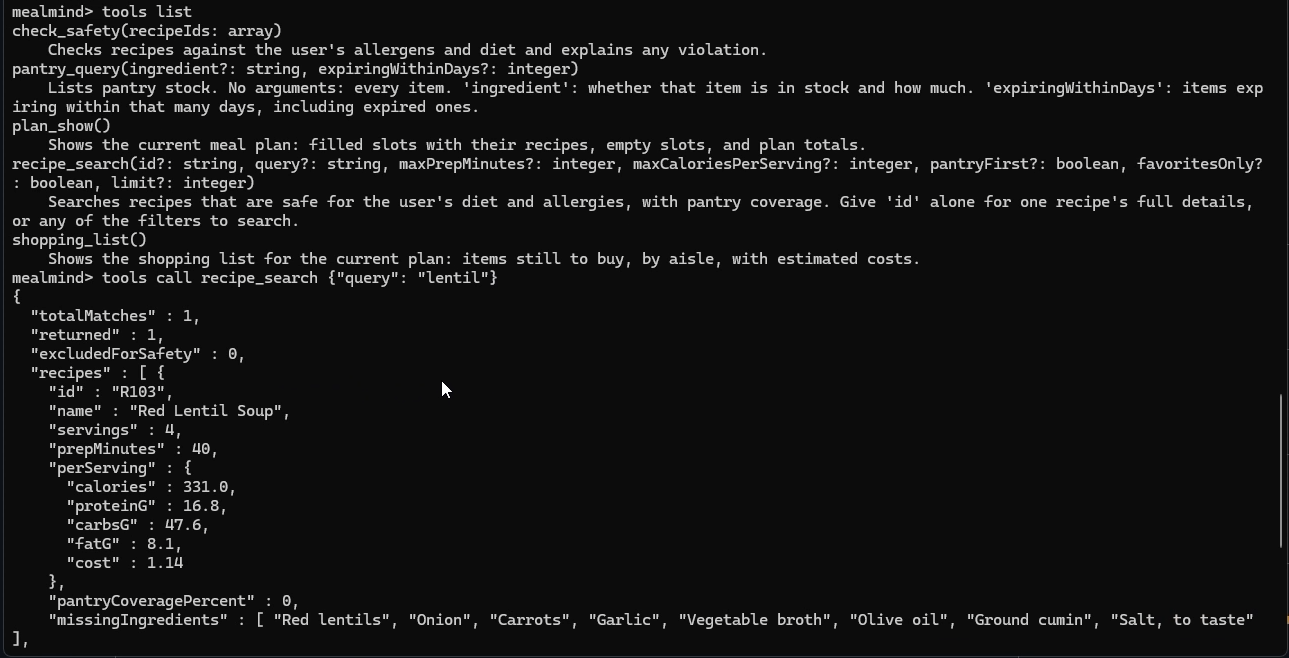 mealmind> tools list
check_safety(recipeIds: array)
    Checks recipes against the user's allergens and diet and explains any violation.
pantry_query(ingredient?: string, expiringWithinDays?: integer)
    Lists pantry stock. No arguments: every item. 'ingredient': whether that item is in stock and how much. 'expiringWithinDays': items exp
iring within that many days, including expired ones.
plan_show()
    Shows the current meal plan: filled slots with their recipes, empty slots, and plan totals.
recipe_search(id?: string, query?: string, maxPrepMinutes?: integer, maxCaloriesPerServing?: integer, pantryFirst?: boolean, favoritesOnly?
: boolean, limit?: integer)
    Searches recipes that are safe for the user's diet and allergies, with pantry coverage. Give 'id' alone for one recipe's full details,
or any of the filters to search.
shopping_list()
    Shows the shopping list for the current plan: items still to buy, by aisle, with estimated costs.
mealmind> tools call recipe_search {"query": "lentil"}
{
  "totalMatches" : 1,
  "returned" : 1,
  "excludedForSafety" : 0,
  "recipes" : [ {
    "id" : "R103",
    "name" : "Red Lentil Soup",
    "servings" : 4,
    "prepMinutes" : 40,
    "perServing" : {
      "calories" : 331.0,
      "proteinG" : 16.8,
      "carbsG" : 47.6,
      "fatG" : 8.1,
      "cost" : 1.14
    },
    "pantryCoveragePercent" : 0,
    "missingIngredients" : [ "Red lentils", "Onion", "Carrots", "Garlic", "Vegetable broth", "Olive oil", "Ground cumin", "Salt, to taste"
],